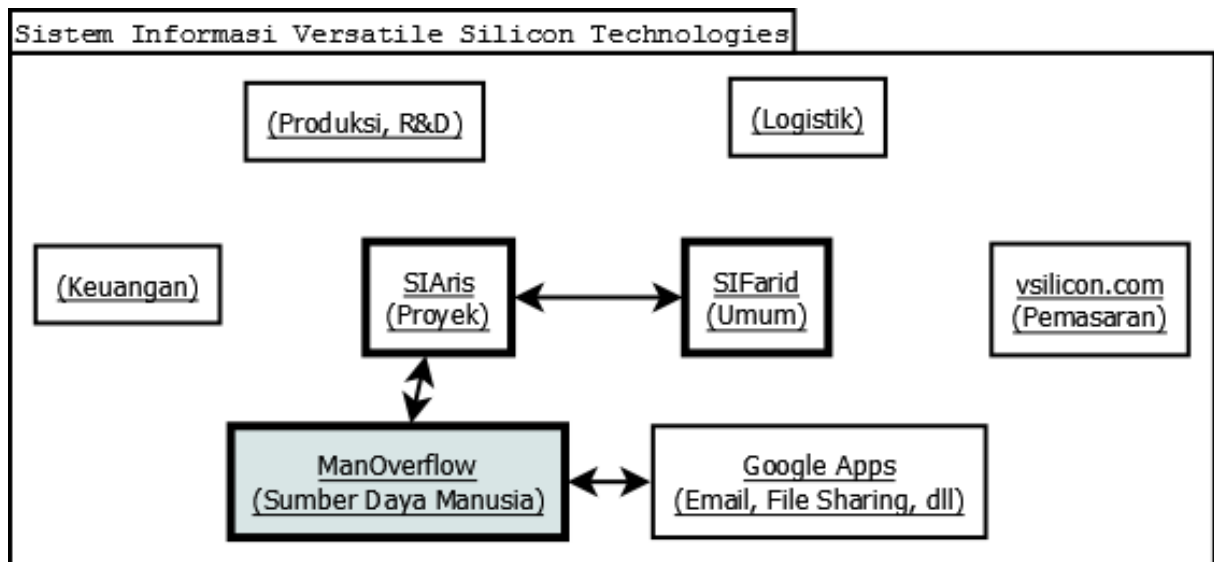 Sistem Informasi Versatile Silicon Technologies
(Produksi, R&D)
(Logistik)
(Keuangan)
SIAris
(Proyek)
SIFarid
(Umum)
vsilicon.com
(Pemasaran)
ManOverflow
(Sumber Daya Manusia)
Google Apps
(Email, File Sharing, dll)